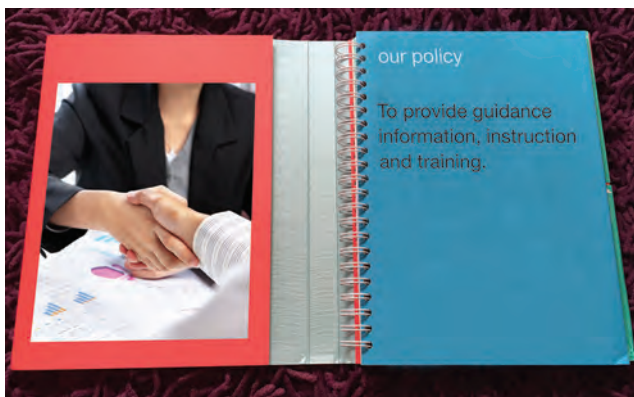 our policy
To provide guidance
information, instruction
and training.